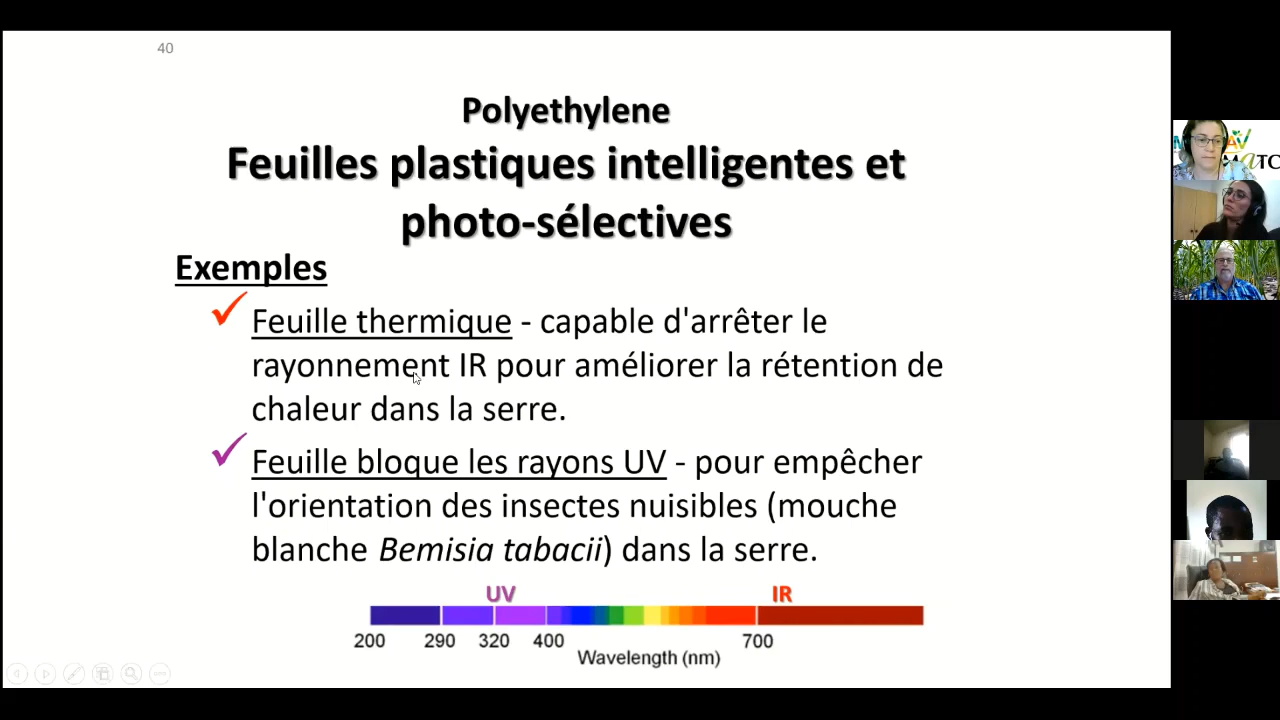 40
Polyethylene
Feuilles plastiques intelligentes et
photo-sélectives
Exemples
Feuille thermique - capable d'arrêter le
rayonnement IR pour améliorer la rétention de
chaleur dans la serre.
Feuille bloque les rayons UV - pour empêcher
l'orientation des insectes nuisibles (mouche
blanche Bemisia tabacii) dans la serre.
UV IR
200 290 320 400 700
Wavelength (nm)